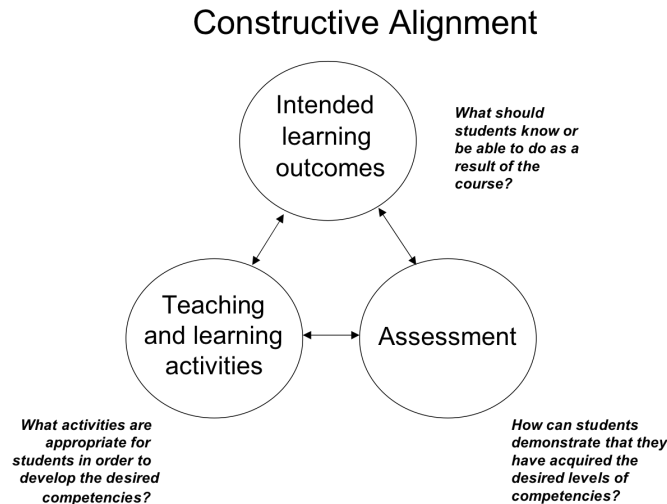 Constructive Alignment
Intended
learning
outcomes
What should
students know or
be able to do as a
result of the
course?
Teaching
and learning
activities
Assessment
What activities are
appropriate for
students in order to
develop the desired
competencies?
How can students
demonstrate that they
have acquired the
desired levels of
competencies?